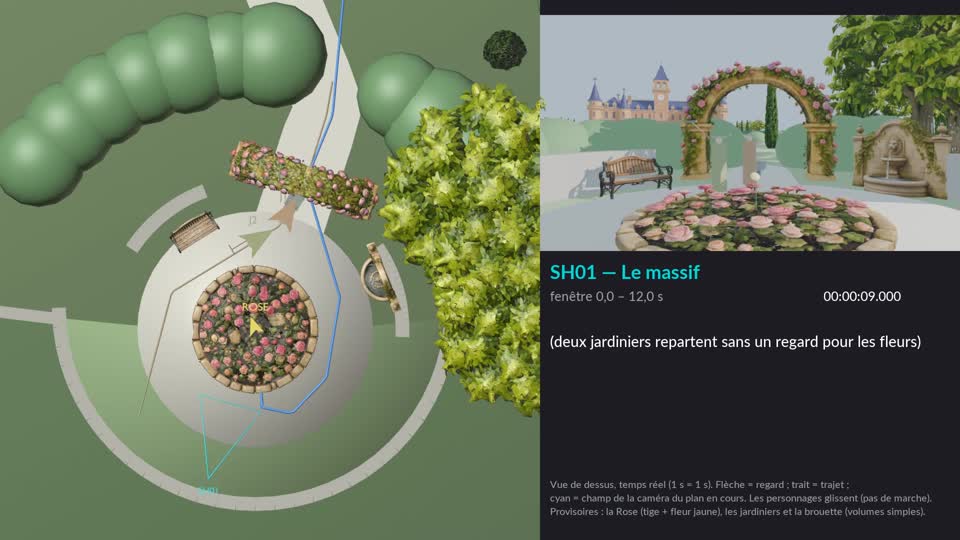 J2
ROSE
SH01
SH01 — Le massif
fenêtre 0,0 – 12,0 s
00:00:09.000
(deux jardiniers repartent sans un regard pour les fleurs)
Vue de dessus, temps réel (1 s = 1 s). Flèche = regard ; trait = trajet ;
cyan = champ de la caméra du plan en cours. Les personnages glissent (pas de marche).
Provisoires : la Rose (tige + fleur jaune), les jardiniers et la brouette (volumes simples).